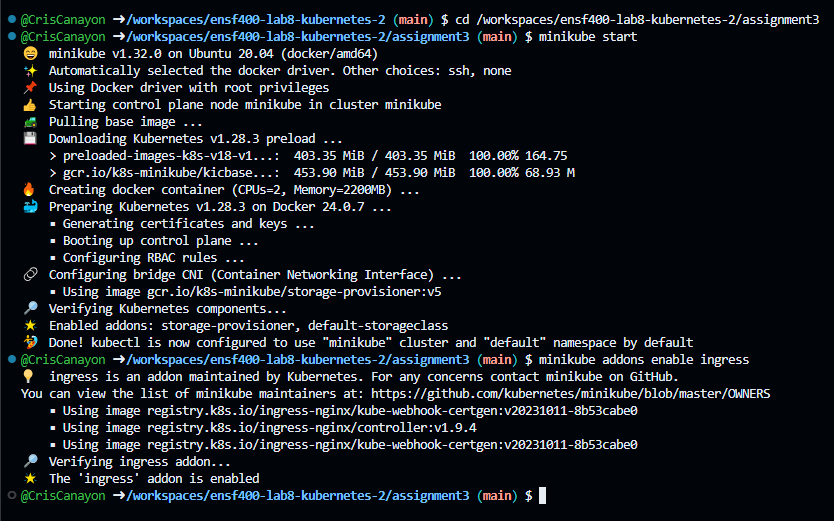 @CrisCanayon ➜/workspaces/ensf400-lab8-kubernetes-2 (main) $ cd /workspaces/ensf400-lab8-kubernetes-2/assignment3
@CrisCanayon ➜/workspaces/ensf400-lab8-kubernetes-2/assignment3 (main) $ minikube start
😄 minikube v1.32.0 on Ubuntu 20.04 (docker/amd64)
✨ Automatically selected the docker driver. Other choices: ssh, none
📌 Using Docker driver with root privileges
👍 Starting control plane node minikube in cluster minikube
🚜 Pulling base image ...
💾 Downloading Kubernetes v1.28.3 preload ...
> preloaded-images-k8s-v18-v1...: 403.35 MiB / 403.35 MiB 100.00% 164.75
> gcr.io/k8s-minikube/kicbase...: 453.90 MiB / 453.90 MiB 100.00% 68.93 M
🔥 Creating docker container (CPUs=2, Memory=2200MB) ...
🐳 Preparing Kubernetes v1.28.3 on Docker 24.0.7 ...
▪ Generating certificates and keys ...
▪ Booting up control plane ...
▪ Configuring RBAC rules ...
🔗 Configuring bridge CNI (Container Networking Interface) ...
▪ Using image gcr.io/k8s-minikube/storage-provisioner:v5
🔎 Verifying Kubernetes components...
🌟 Enabled addons: storage-provisioner, default-storageclass
🏄 Done! kubectl is now configured to use "minikube" cluster and "default" namespace by default
@CrisCanayon ➜/workspaces/ensf400-lab8-kubernetes-2/assignment3 (main) $ minikube addons enable ingress
💡 ingress is an addon maintained by Kubernetes. For any concerns contact minikube on GitHub.
You can view the list of minikube maintainers at: https://github.com/kubernetes/minikube/blob/master/OWNERS
▪ Using image registry.k8s.io/ingress-nginx/kube-webhook-certgen:v20231011-8b53cabe0
▪ Using image registry.k8s.io/ingress-nginx/controller:v1.9.4
▪ Using image registry.k8s.io/ingress-nginx/kube-webhook-certgen:v20231011-8b53cabe0
🔎 Verifying ingress addon...
🌟 The 'ingress' addon is enabled
@CrisCanayon ➜/workspaces/ensf400-lab8-kubernetes-2/assignment3 (main) $